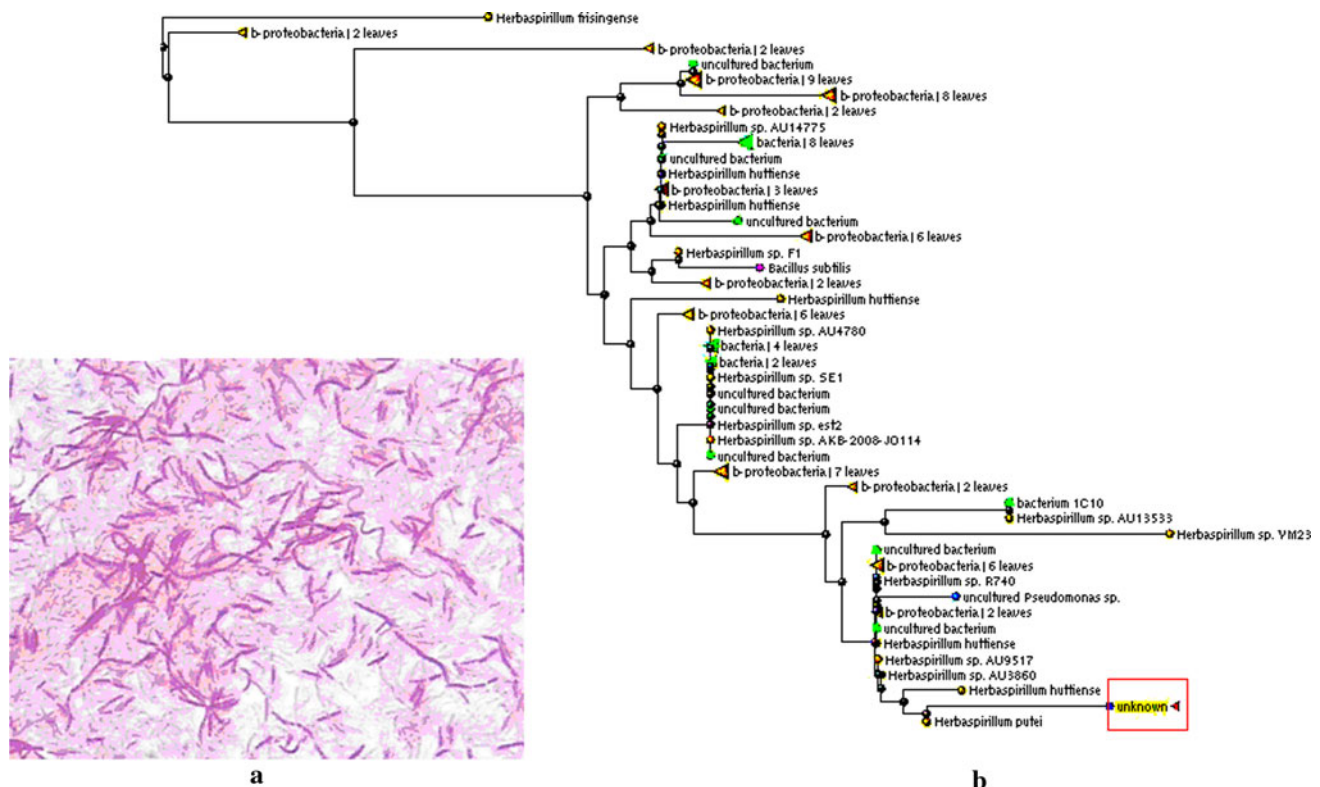 Herbaspirillum frisingense
b-proteobacteria | 2 leaves
b-proteobacteria | 2 leaves
uncultured bacterium
b-proteobacteria | 9 leaves
b-proteobacteria | 8 leaves
b-proteobacteria | 2 leaves
Herbaspirillum sp. AU14775
bacteria | 8 leaves
uncultured bacterium
Herbaspirillum huttiense
b-proteobacteria | 3 leaves
Herbaspirillum huttiense
uncultured bacterium
b-proteobacteria | 6 leaves
Herbaspirillum sp. F1
Bacillus subtilis
b-proteobacteria | 2 leaves
Herbaspirillum huttiense
b-proteobacteria | 6 leaves
Herbaspirillum sp. AU4780
bacteria | 4 leaves
bacteria | 2 leaves
Herbaspirillum sp. SE1
uncultured bacterium
uncultured bacterium
Herbaspirillum sp. est2
Herbaspirillum sp. AKB-2008-JO114
uncultured bacterium
b-proteobacteria | 7 leaves
b-proteobacteria | 2 leaves
bacterium 1C10
Herbaspirillum sp. AU13533
Herbaspirillum sp. VM23
uncultured bacterium
b-proteobacteria | 6 leaves
Herbaspirillum sp. R740
uncultured Pseudomonas sp.
b-proteobacteria | 2 leaves
uncultured bacterium
Herbaspirillum huttiense
Herbaspirillum sp. AU9517
Herbaspirillum sp. AU3860
Herbaspirillum huttiense
unknown
Herbaspirillum putei
a
b